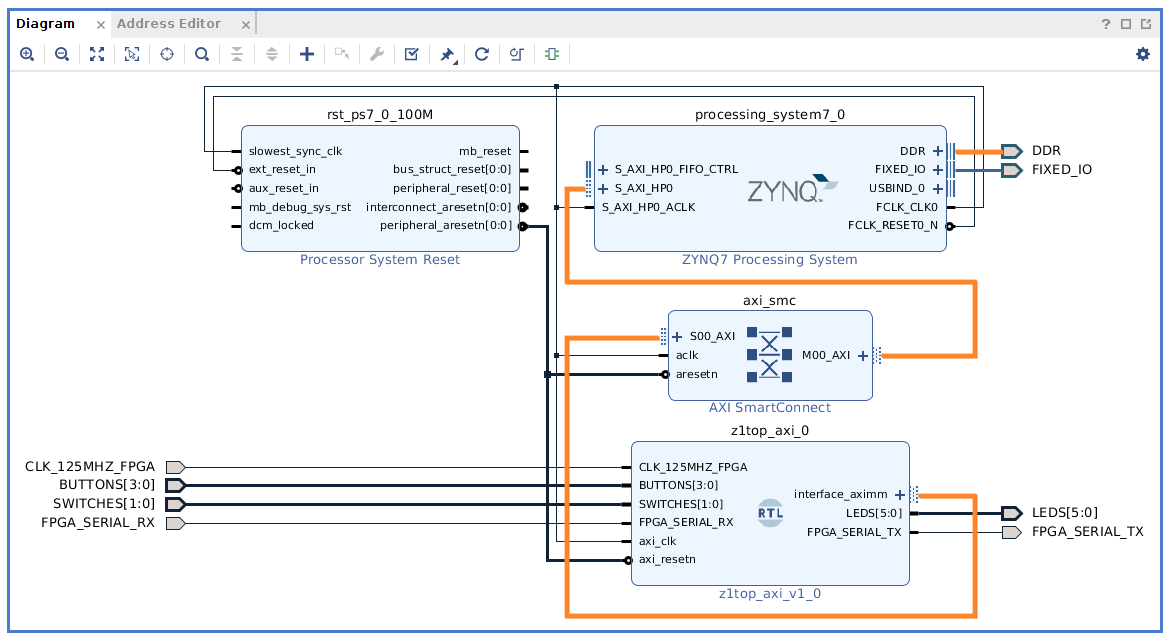 Diagram × Address Editor ×
?
rst_ps7_0_100M
slowest_sync_clk
ext_reset_in
aux_reset_in
mb_debug_sys_rst
dcm_locked
mb_reset
bus_struct_reset[0:0]
peripheral_reset[0:0]
interconnect_aresetn[0:0]
peripheral_aresetn[0:0]
Processor System Reset
processing_system7_0
S_AXI_HP0_FIFO_CTRL
S_AXI_HP0
S_AXI_HP0_ACLK
ZYNQ
DDR
FIXED_IO
USBIND_0
FCLK_CLK0
FCLK_RESET0_N
ZYNQ7 Processing System
DDR
FIXED_IO
axi_smc
S00_AXI
aclk
aresetn
M00_AXI
AXI SmartConnect
z1top_axi_0
CLK_125MHZ_FPGA
BUTTONS[3:0]
SWITCHES[1:0]
FPGA_SERIAL_RX
CLK_125MHZ_FPGA
BUTTONS[3:0]
SWITCHES[1:0]
FPGA_SERIAL_RX
axi_clk
axi_resetn
RTL
interface_aximm
LEDS[5:0]
FPGA_SERIAL_TX
z1top_axi_v1_0
LEDS[5:0]
FPGA_SERIAL_TX